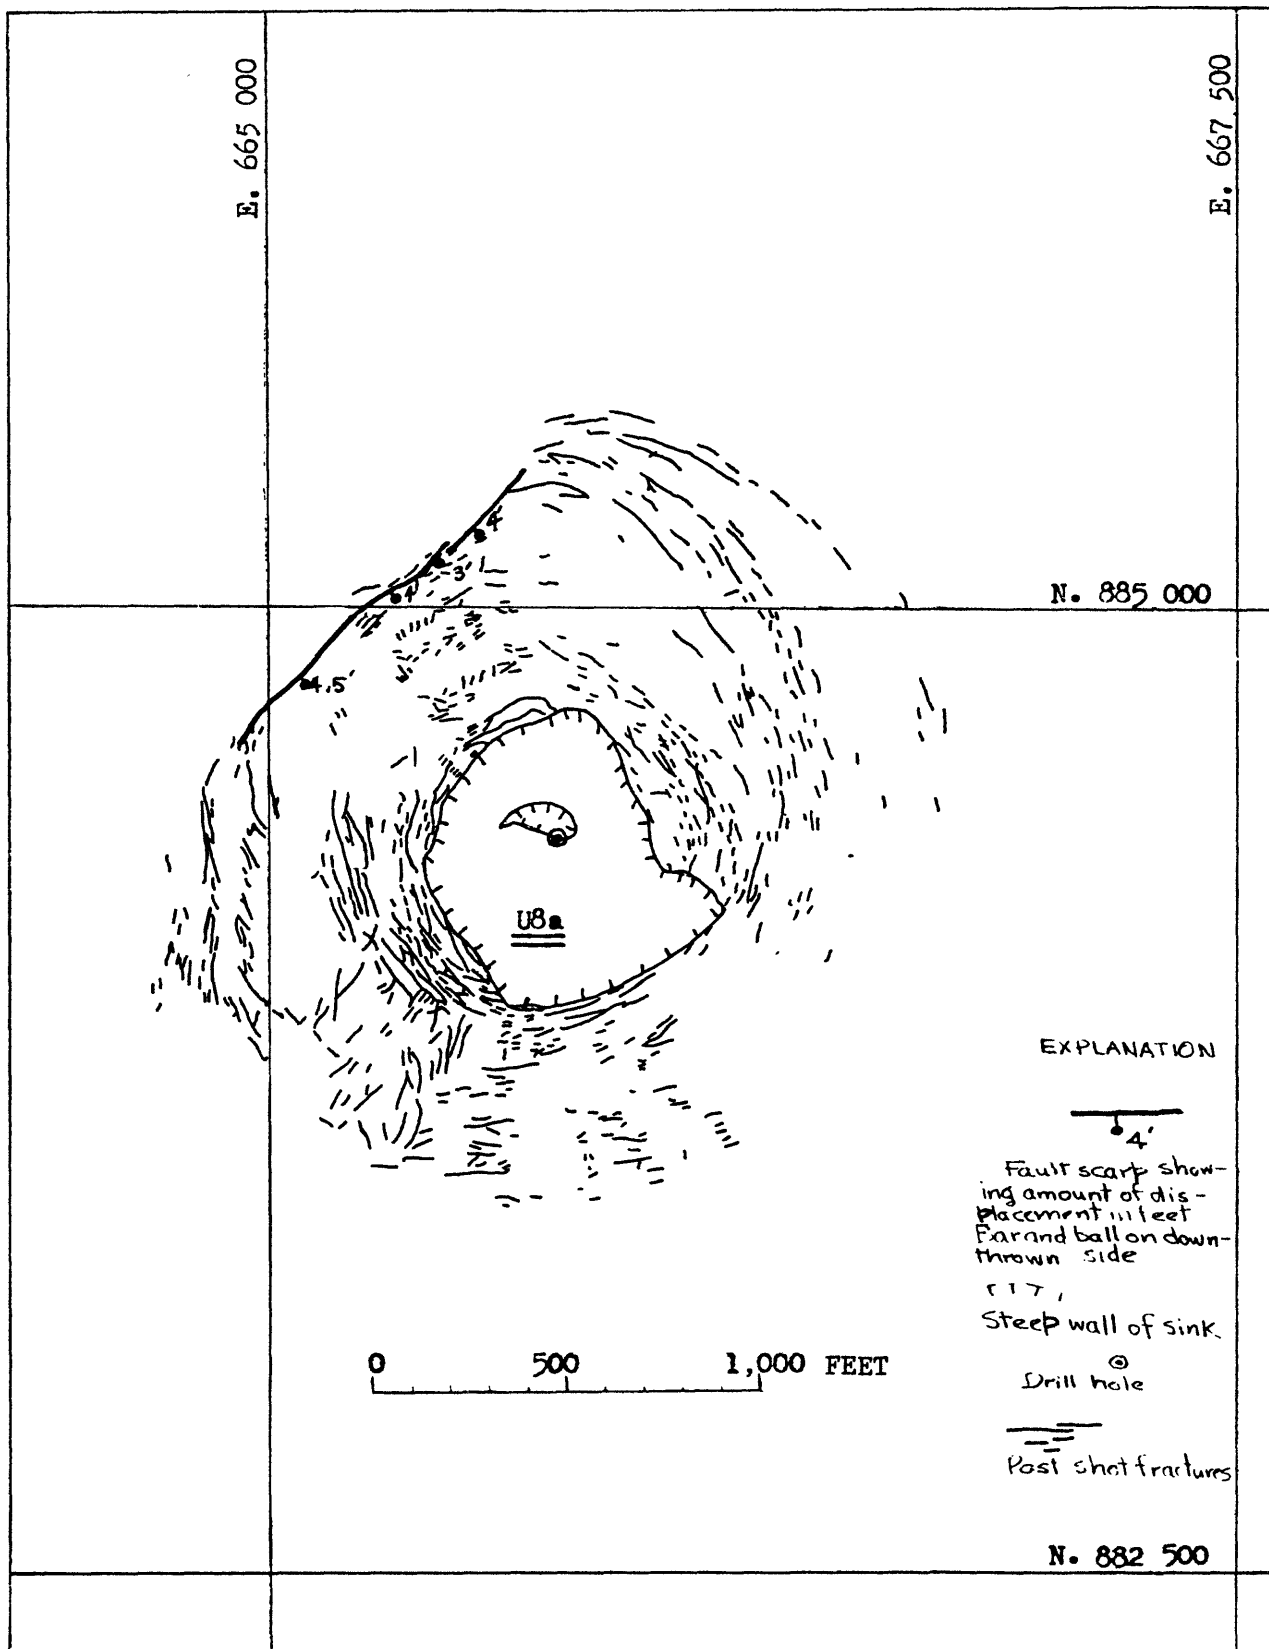 E. 665 000
E. 667 500
4'
3'
N. 885 000
4'
4.5'
U8a
EXPLANATION
4'
Fault scarp show-
ing amount of dis-
placement in feet
Bar and ball on down-
thrown side
Steep wall of sink.
0 500 1,000 FEET
Drill hole
Post shot fractures
N. 882 500